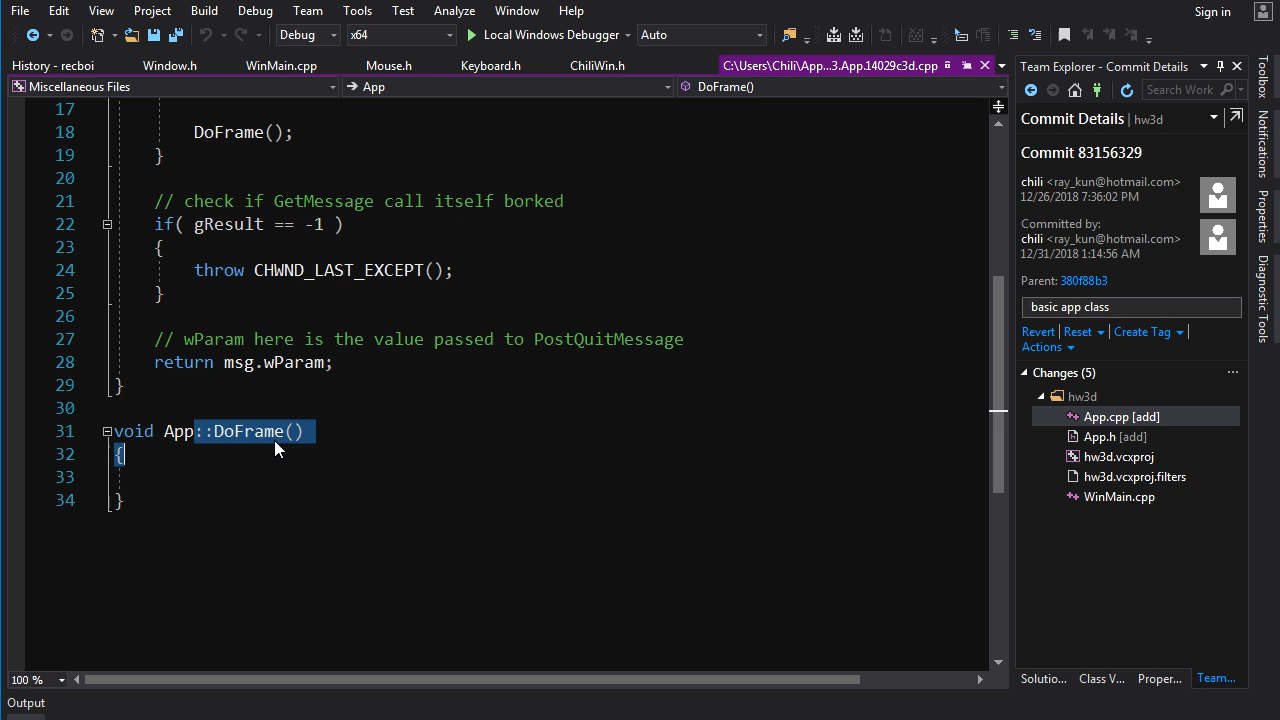 File Edit View Project Build Debug Team Tools Test Analyze Window Help Sign in
Debug x64 Local Windows Debugger Auto
History - recboi Window.h WinMain.cpp Mouse.h Keyboard.h ChiliWin.h C:\Users\Chili\App...3.App.14029c3d.cpp
Miscellaneous Files App DoFrame()
17
18 DoFrame();
19 }
20
21 // check if GetMessage call itself borked
22 if( gResult == -1 )
23 {
24 throw CHWND_LAST_EXCEPT();
25 }
26
27 // wParam here is the value passed to PostQuitMessage
28 return msg.wParam;
29 }
30
31 void App::DoFrame()
32 {
33
34 }
100 %
Output
Team Explorer - Commit Details
Search Work
Commit Details | hw3d
Commit 83156329
chili <ray_kun@hotmail.com>
12/26/2018 7:36:02 PM
Committed by:
chili <ray_kun@hotmail.com>
12/31/2018 1:14:56 AM
Parent: 380f88b3
basic app class
Revert Reset Create Tag
Actions
Changes (5) ...
hw3d
App.cpp [add]
App.h [add]
hw3d.vcxproj
hw3d.vcxproj.filters
WinMain.cpp
Solutio... Class V... Proper... Team...
Toolbox
Notifications
Properties
Diagnostic Tools